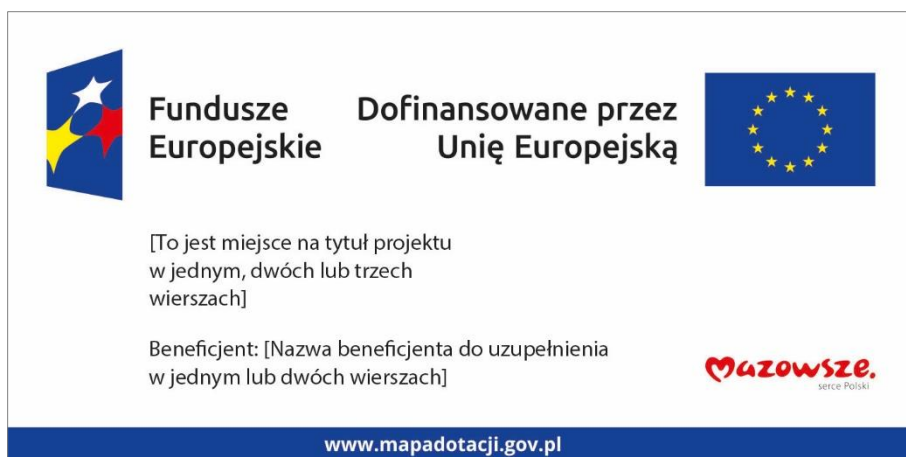 Fundusze
Europejskie
Dofinansowane przez
Unię Europejską
[To jest miejsce na tytuł projektu
w jednym, dwóch lub trzech
wierszach]
Beneficjent: [Nazwa beneficjenta do uzupełnienia
w jednym lub dwóch wierszach]
mazowsze.
serce Polski
www.mapadotacji.gov.pl